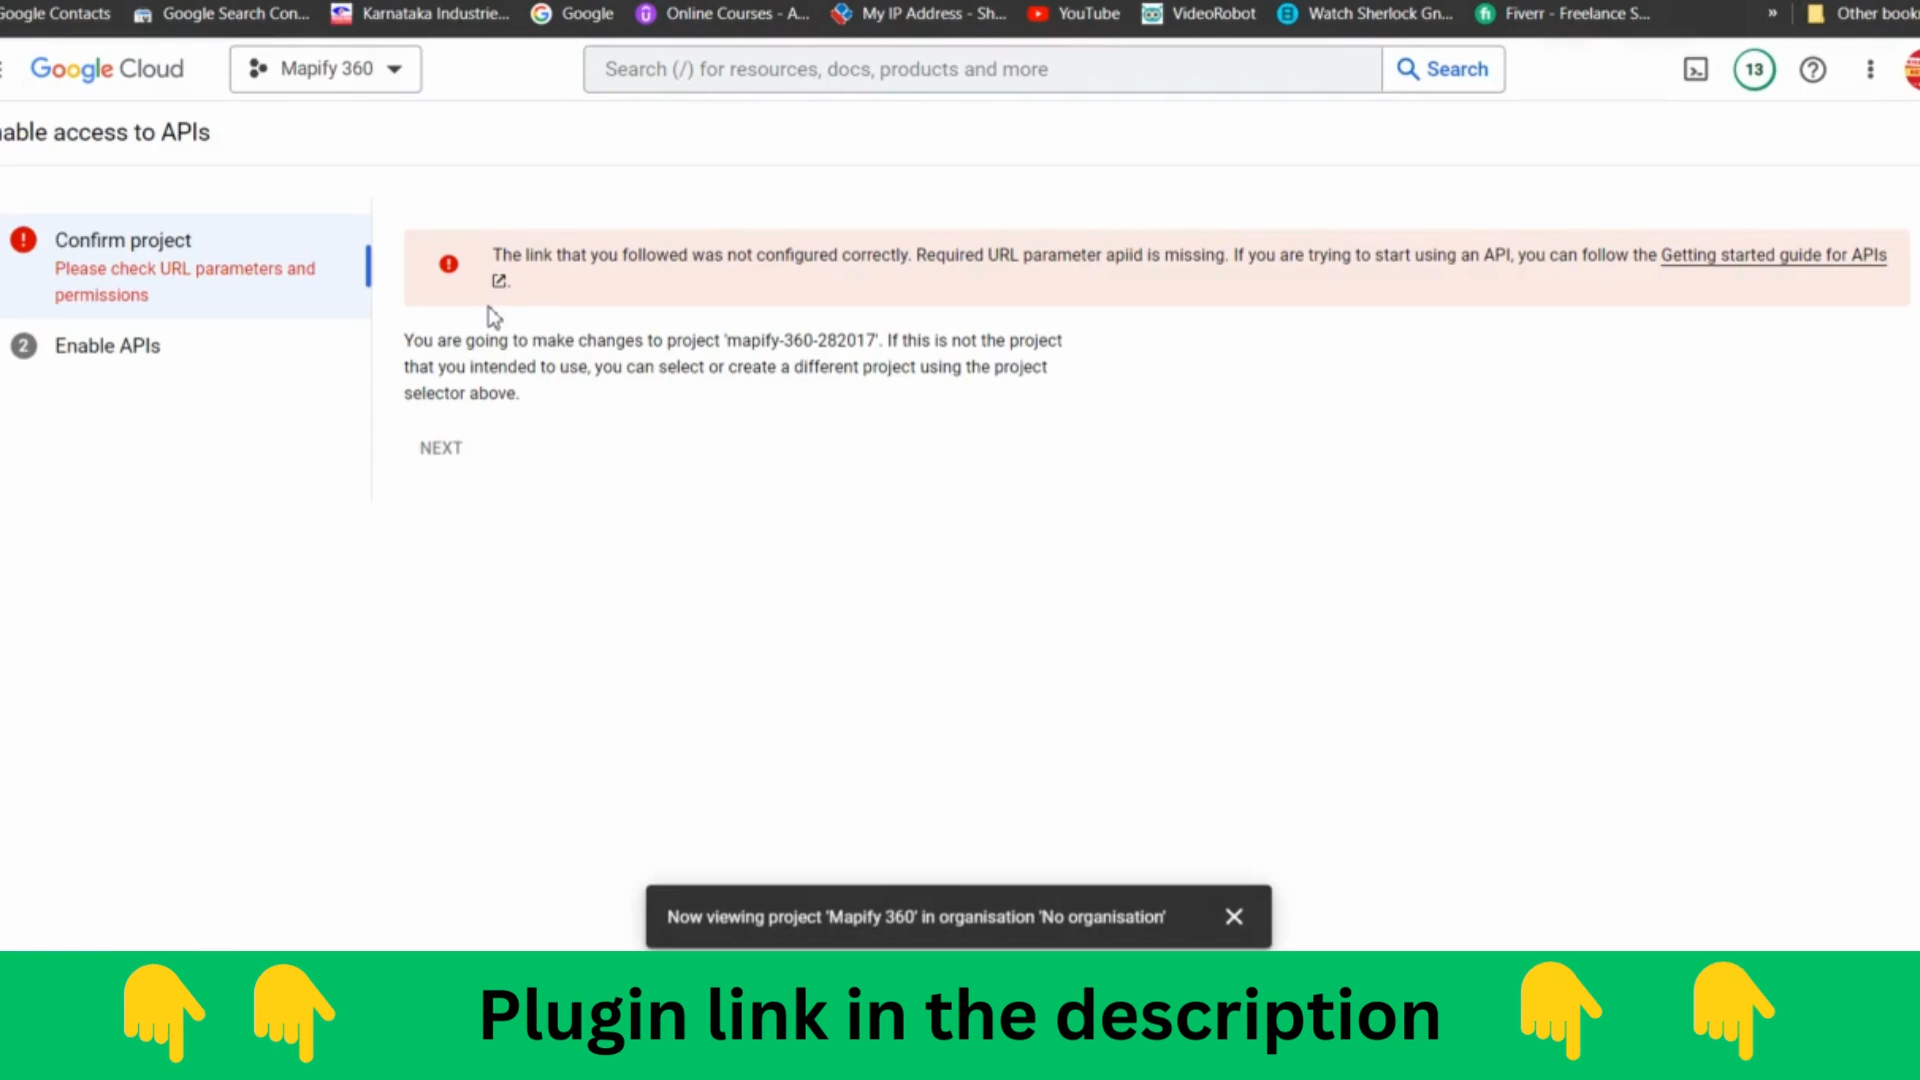 Google Contacts
Google Search Con...
Karnataka Industrie...
Google
Online Courses - A...
My IP Address - Sh...
YouTube
VideoRobot
Watch Sherlock Gn...
Fiverr - Freelance S...
»
Other book
Google Cloud
Mapify 360
Search (/) for resources, docs, products and more
Search
13
nable access to APIs
Confirm project
Please check URL parameters and
permissions
2
Enable APIs
The link that you followed was not configured correctly. Required URL parameter apiid is missing. If you are trying to start using an API, you can follow the Getting started guide for APIs
.
You are going to make changes to project 'mapify-360-282017'. If this is not the project
that you intended to use, you can select or create a different project using the project
selector above.
NEXT
Now viewing project 'Mapify 360' in organisation 'No organisation'
Plugin link in the description